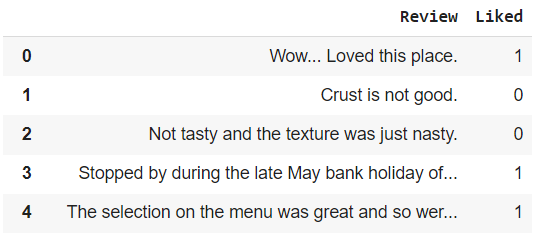 Review Liked
0 Wow... Loved this place. 1
1 Crust is not good. 0
2 Not tasty and the texture was just nasty. 0
3 Stopped by during the late May bank holiday of... 1
4 The selection on the menu was great and so wer... 1